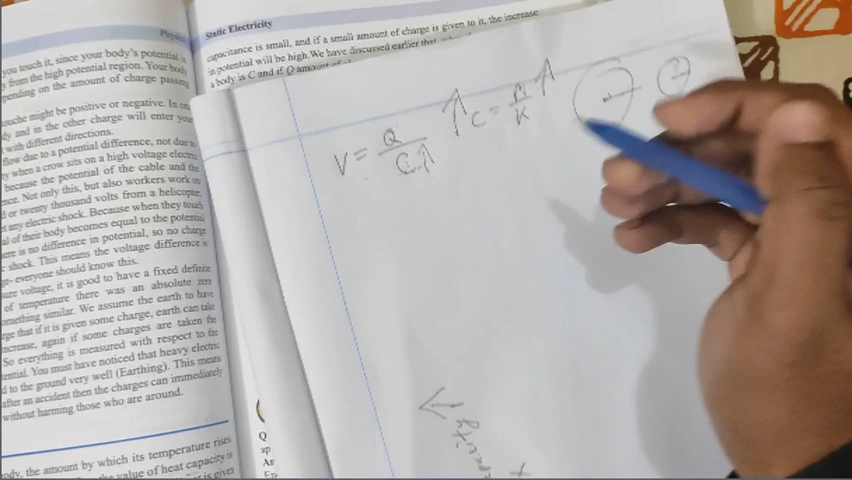 Static Electricity
capacitance is small, and if a small amount of charge is given to it, the increase
in potential will be high. We have discussed earlier that
a body is C and if Q amount of
you touch it, since your body's potential
from the high potential region. Your body
pending on the amount of charge passing
touche might be positive or negative. In one
dy and in the other charge will enter your
with different directions.
flow due to a potential difference, not due to
y when a crow sits on a high voltage electric
because the potential of the cable and the
nce. Not only this, but also workers work on
d or twenty thousand volts from a helicopter,
et any electric shock. Because when they touch
al of their body becomes equal to the potential
ere is no difference in potential, so no charge
shock. This means the voltage difference is
ge- everyone should know this.
ure voltage, it is good to have a fixed definite
of temperature there was an absolute zero
omething similar. We assume the earth to have
rge that if it is given some charge, earth can take
ncrease, again if some charges are taken the
So everything is measured with respect to the
ential. You must have noticed that heavy electric
d to the ground very well (Earthing). This means
after an accident then the charges can immediately
without harming those who are around.
ody, the amount by which its temperature rises
the value of heat capacity is
V = Q/C↑
↑ C = r/K ↑
2